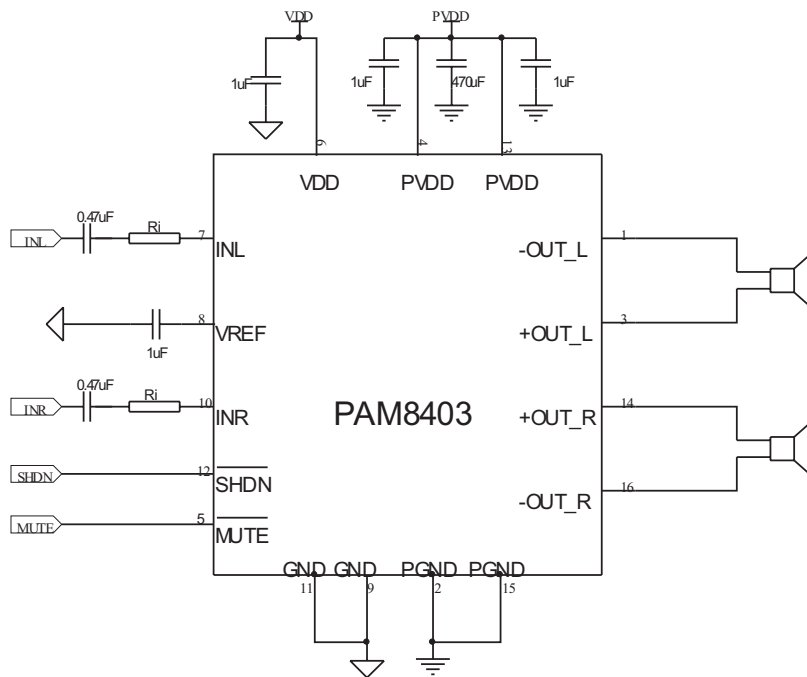 VDD PVDD
1uF 1uF 470uF 1uF
6 4 13
VDD PVDD PVDD
0.47uF Ri
INL 7 INL -OUT_L 1
8 VREF +OUT_L 3
1uF
0.47uF Ri
INR 10 INR +OUT_R 14
PAM8403
SHDN 12 SHDN -OUT_R 16
MUTE 5 MUTE
GND GND PGND PGND
11 9 2 15